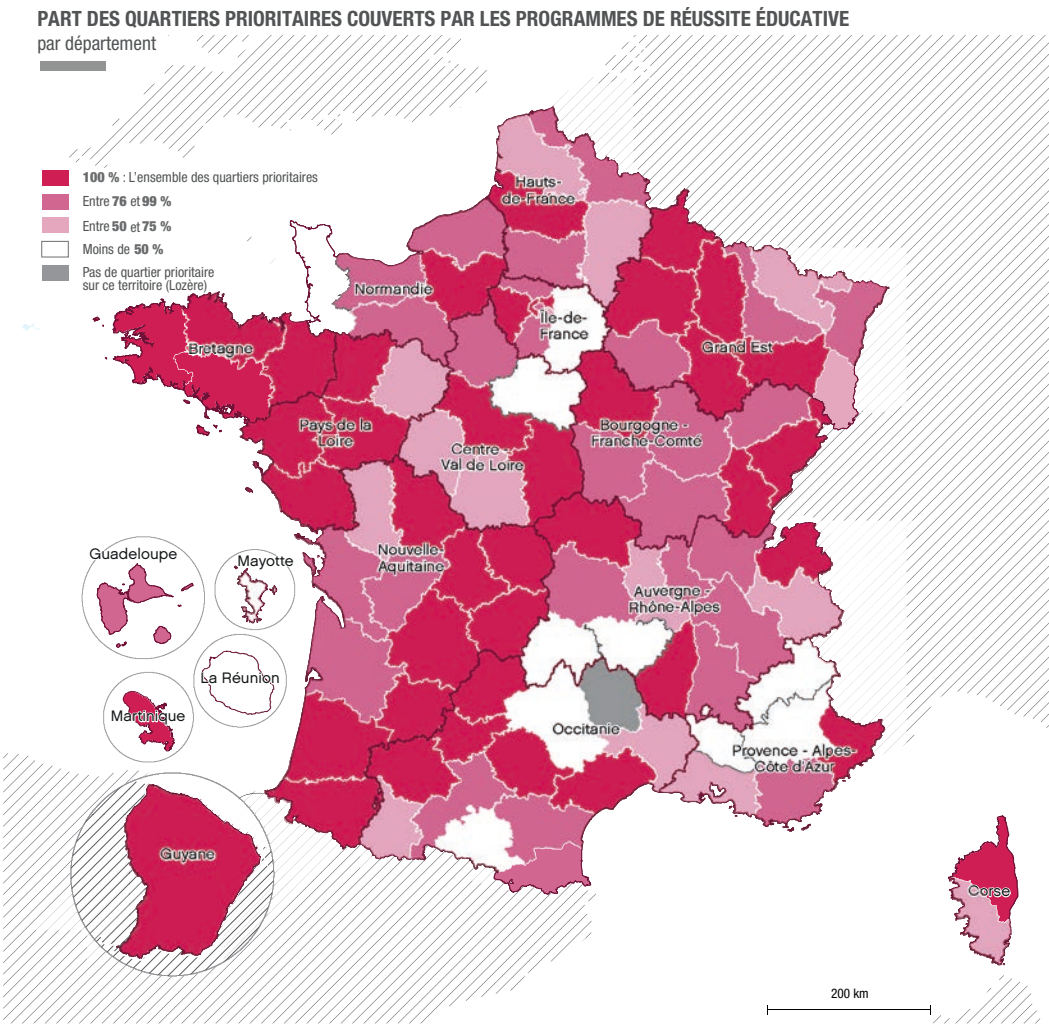 PART DES QUARTIERS PRIORITAIRES COUVERTS PAR LES PROGRAMMES DE RÉUSSITE ÉDUCATIVE
par département
100 % : L'ensemble des quartiers prioritaires
Entre 76 et 99 %
Entre 50 et 75 %
Moins de 50 %
Pas de quartier prioritaire
sur ce territoire (Lozère)
Hauts-
de-France
Normandie
Île-de-
France
Bretagne
Grand Est
Pays de la
Loire
Bourgogne -
Franche-Comté
Centre -
Val de Loire
Nouvelle-
Aquitaine
Guadeloupe
Mayotte
Auvergne -
Rhône-Alpes
La Réunion
Martinique
Occitanie
Provence - Alpes-
Côte d'Azur
Guyane
Corse
200 km